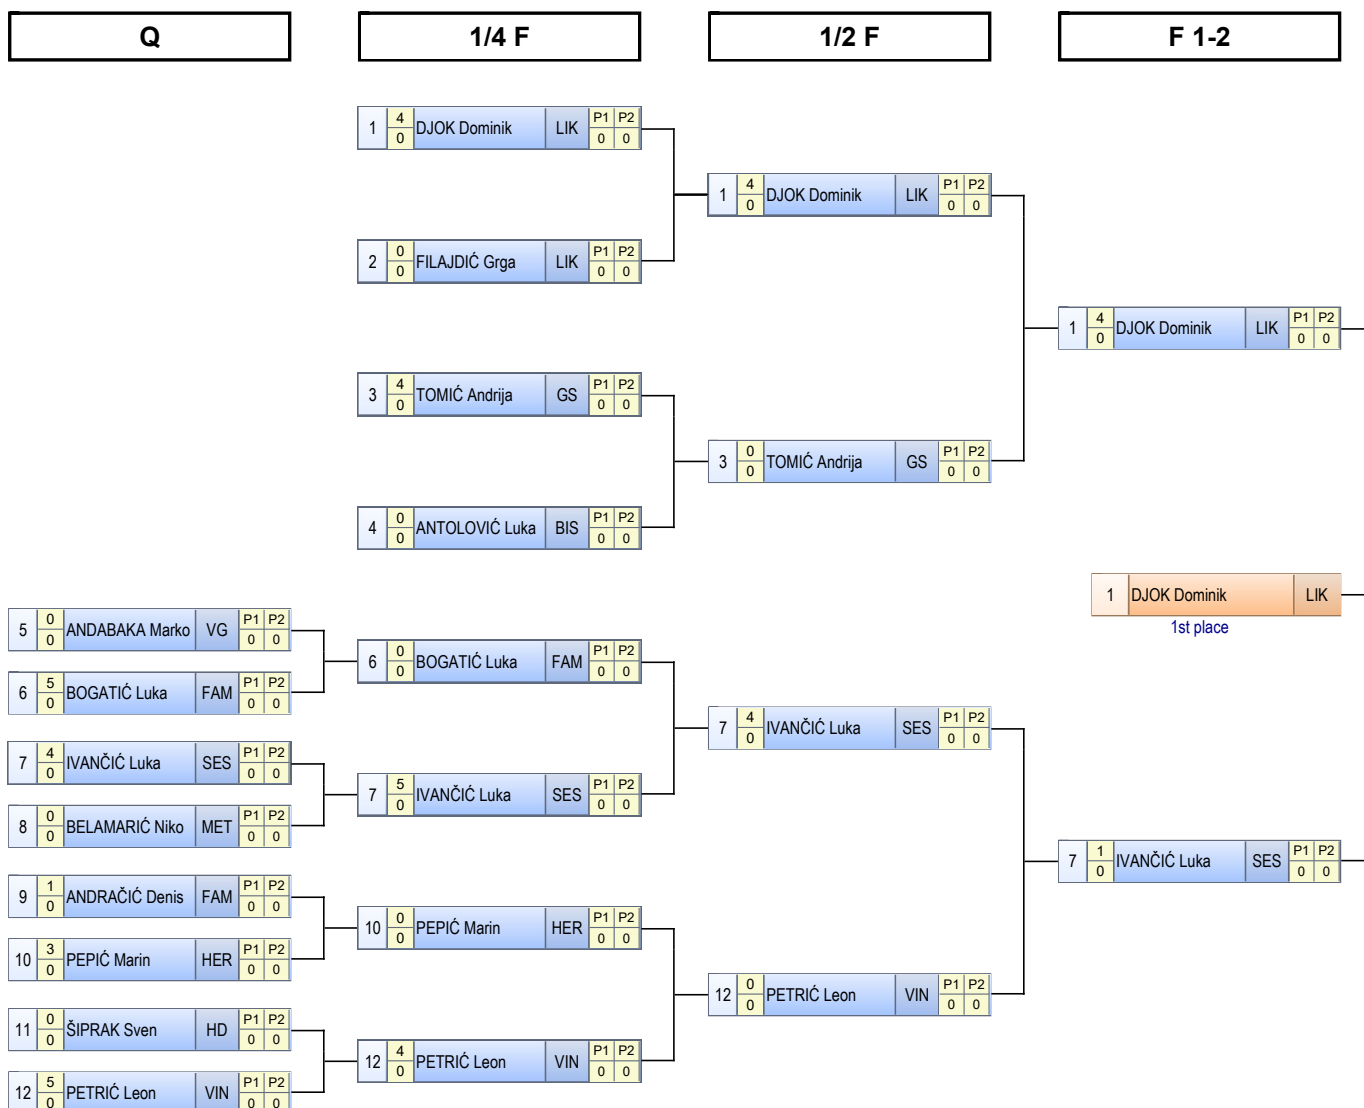 Q 1/4 F 1/2 F F 1-2
1 4 0 DJOK Dominik LIK P1 P2 0 0
2 0 0 FILAJDIĆ Grga LIK P1 P2 0 0
3 4 0 TOMIĆ Andrija GS P1 P2 0 0
4 0 0 ANTOLOVIĆ Luka BIS P1 P2 0 0
1 4 0 DJOK Dominik LIK P1 P2 0 0
3 0 0 TOMIĆ Andrija GS P1 P2 0 0
1 4 0 DJOK Dominik LIK P1 P2 0 0
1 DJOK Dominik LIK
1st place
5 0 0 ANDABAKA Marko VG P1 P2 0 0
6 5 0 BOGATIĆ Luka FAM P1 P2 0 0
7 4 0 IVANČIĆ Luka SES P1 P2 0 0
8 0 0 BELAMARIĆ Niko MET P1 P2 0 0
9 1 0 ANDRAČIĆ Denis FAM P1 P2 0 0
10 3 0 PEPIĆ Marin HER P1 P2 0 0
11 0 0 ŠIPRAK Sven HD P1 P2 0 0
12 5 0 PETRIĆ Leon VIN P1 P2 0 0
6 0 0 BOGATIĆ Luka FAM P1 P2 0 0
7 5 0 IVANČIĆ Luka SES P1 P2 0 0
10 0 0 PEPIĆ Marin HER P1 P2 0 0
12 4 0 PETRIĆ Leon VIN P1 P2 0 0
7 4 0 IVANČIĆ Luka SES P1 P2 0 0
12 0 0 PETRIĆ Leon VIN P1 P2 0 0
7 1 0 IVANČIĆ Luka SES P1 P2 0 0